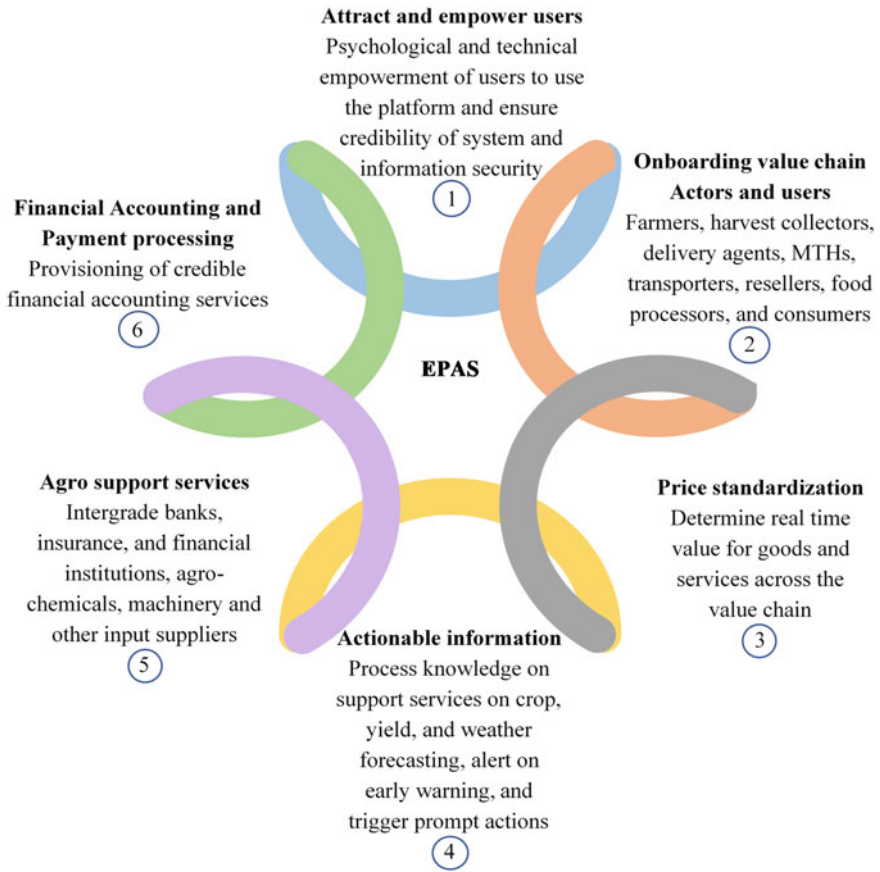 Attract and empower users
Psychological and technical
empowerment of users to use
the platform and ensure
credibility of system and
information security
1
Onboarding value chain
Actors and users
Farmers, harvest collectors,
delivery agents, MTHs,
transporters, resellers, food
processors, and consumers
2
Price standardization
Determine real time
value for goods and
services across the
value chain
3
Actionable information
Process knowledge on
support services on crop,
yield, and weather
forecasting, alert on
early warning, and
trigger prompt actions
4
Agro support services
Intergrade banks,
insurance, and financial
institutions, agro-
chemicals, machinery and
other input suppliers
5
Financial Accounting and
Payment processing
Provisioning of credible
financial accounting services
6
EPAS